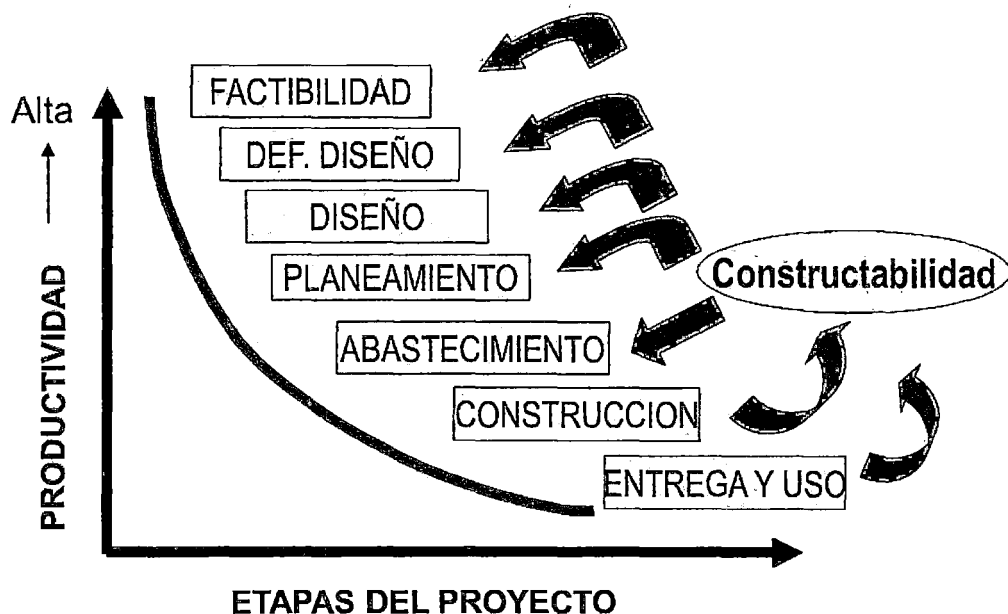 FACTIBILIDAD
Alta
DEF. DISEÑO
DISEÑO
PLANEAMIENTO
Constructabilidad
ABASTECIMIENTO
CONSTRUCCION
ENTREGA Y USO
PRODUCTIVIDAD
ETAPAS DEL PROYECTO